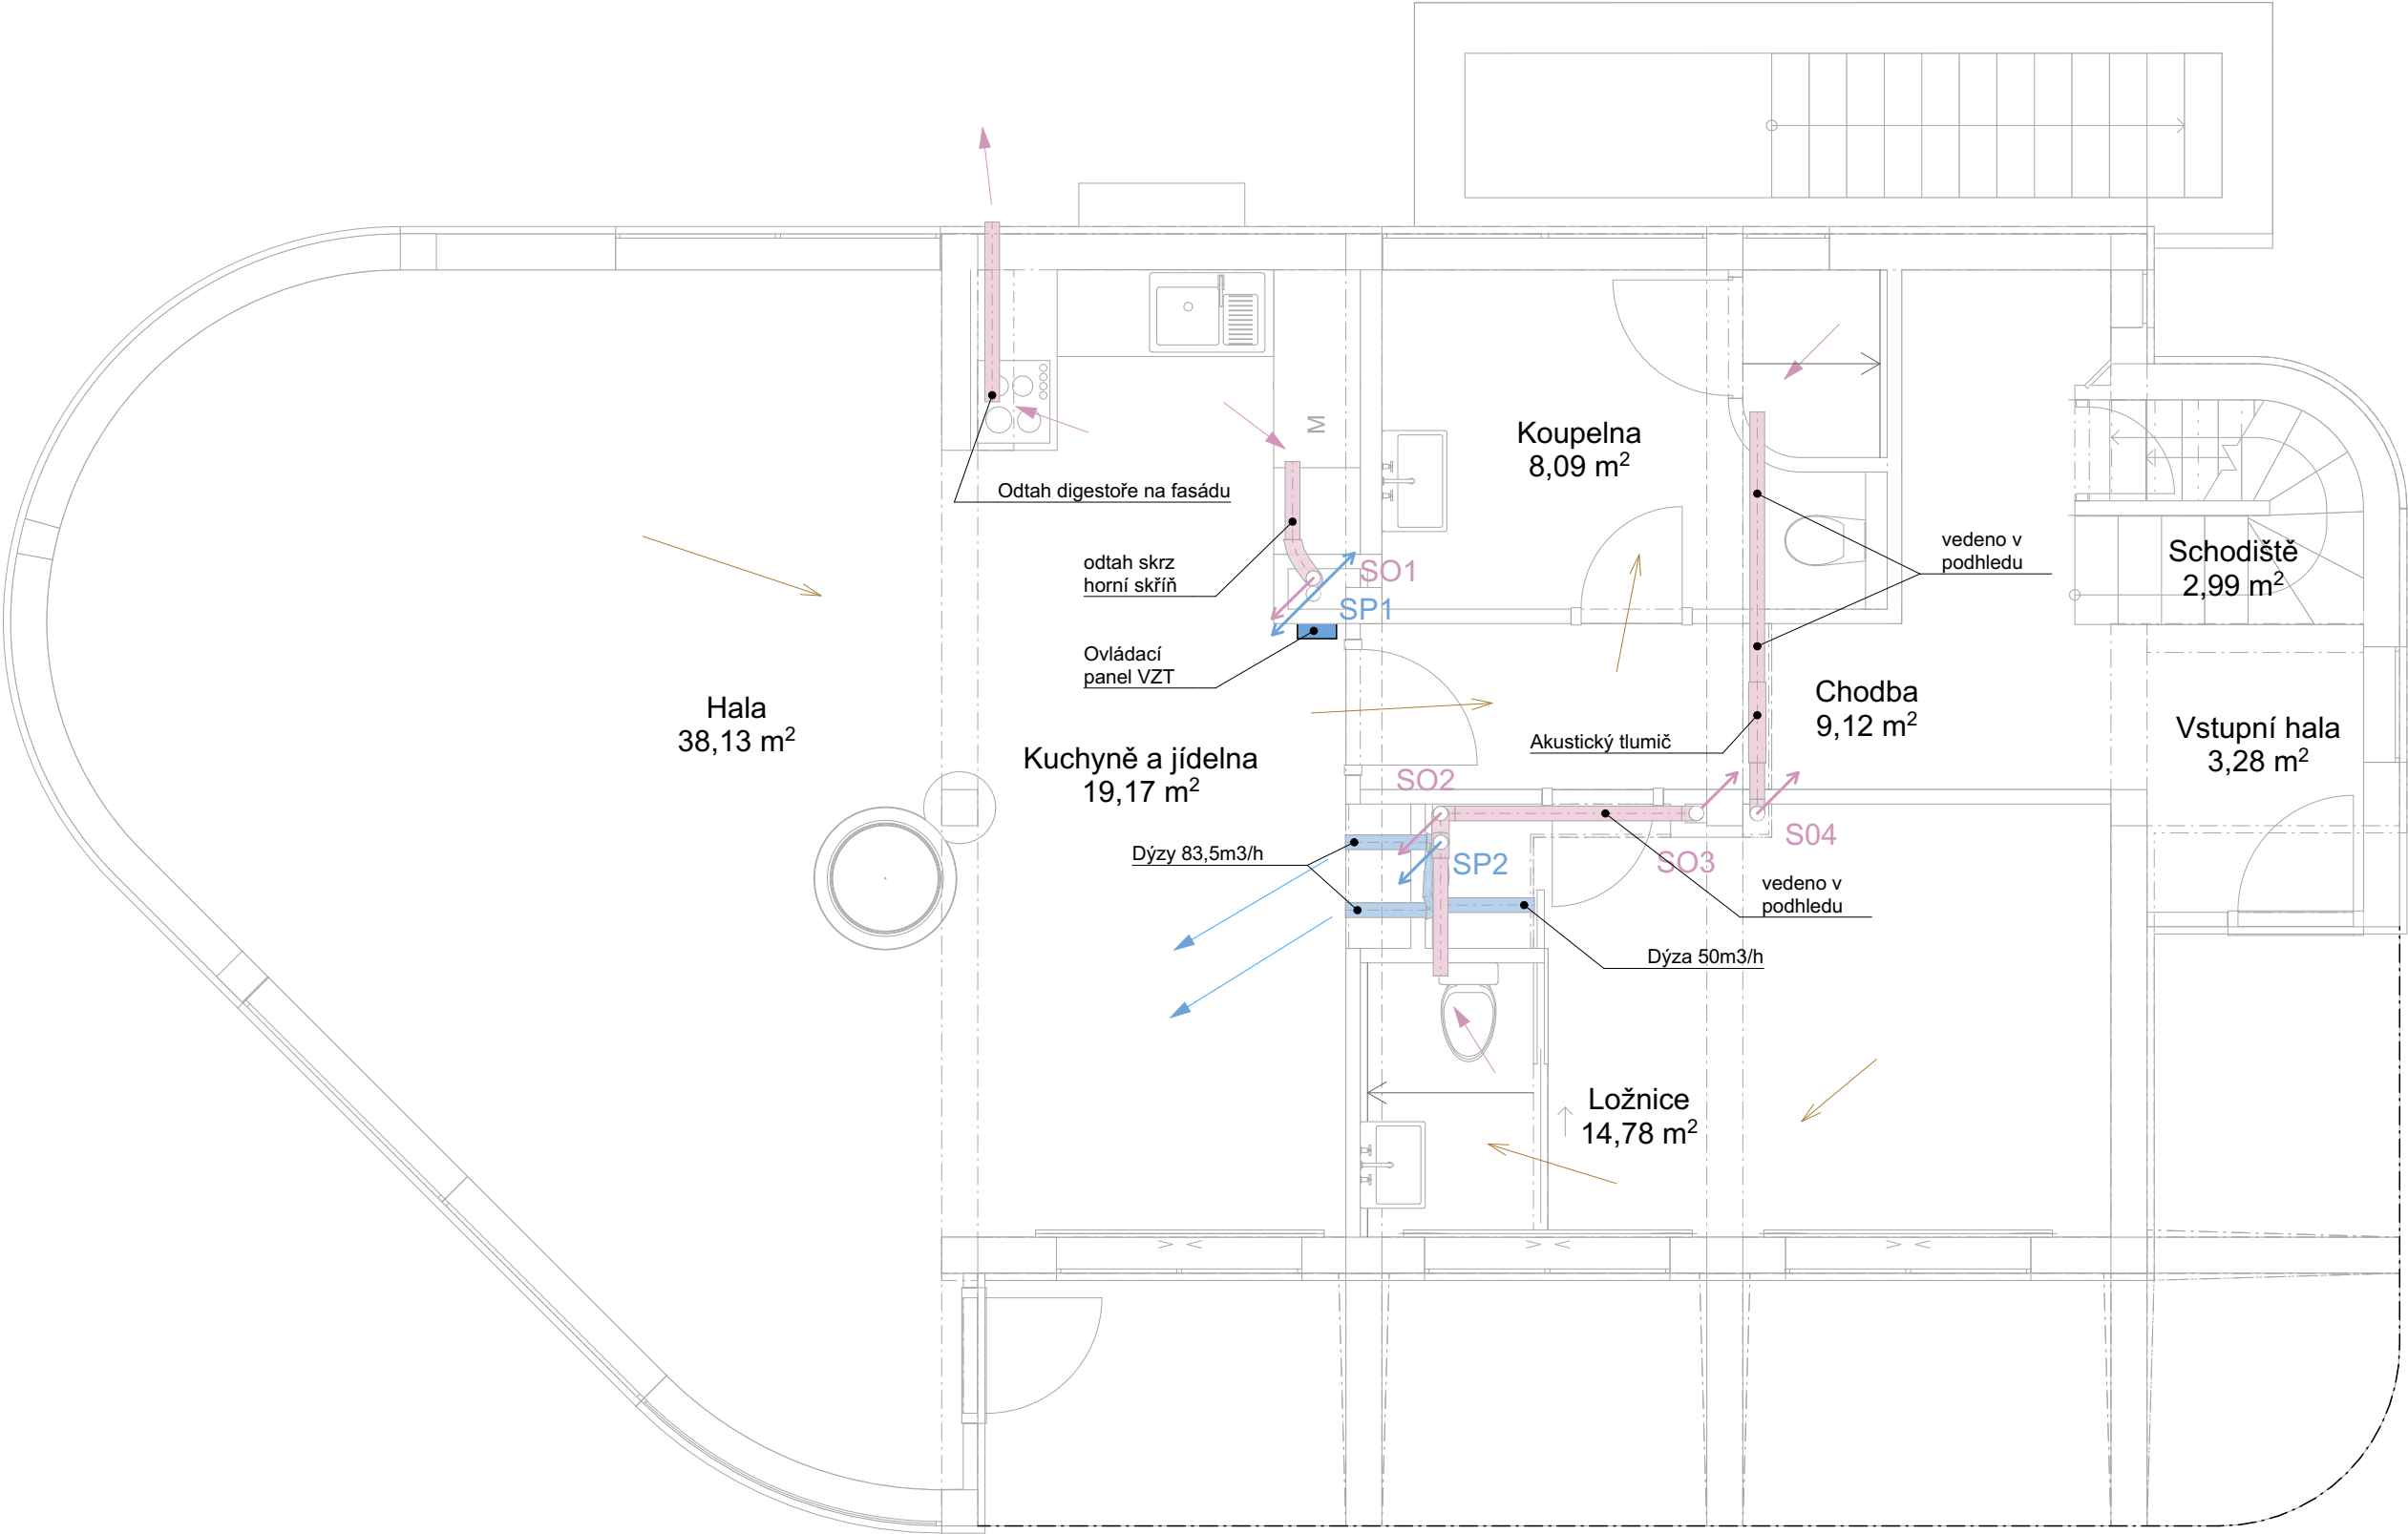 M
Koupelna
8,09 m²
Odtah digestoře na fasádu
odtah skrz
horní skříň
SO1
SP1
vedeno v
podhledu
Schodiště
2,99 m²
Ovládací
panel VZT
Hala
38,13 m²
Chodba
9,12 m²
Vstupní hala
3,28 m²
Akustický tlumič
Kuchyně a jídelna
19,17 m²
SO2
S04
Dýzy 83,5m3/h
SP2
SO3
vedeno v
podhledu
Dýza 50m3/h
Ložnice
14,78 m²